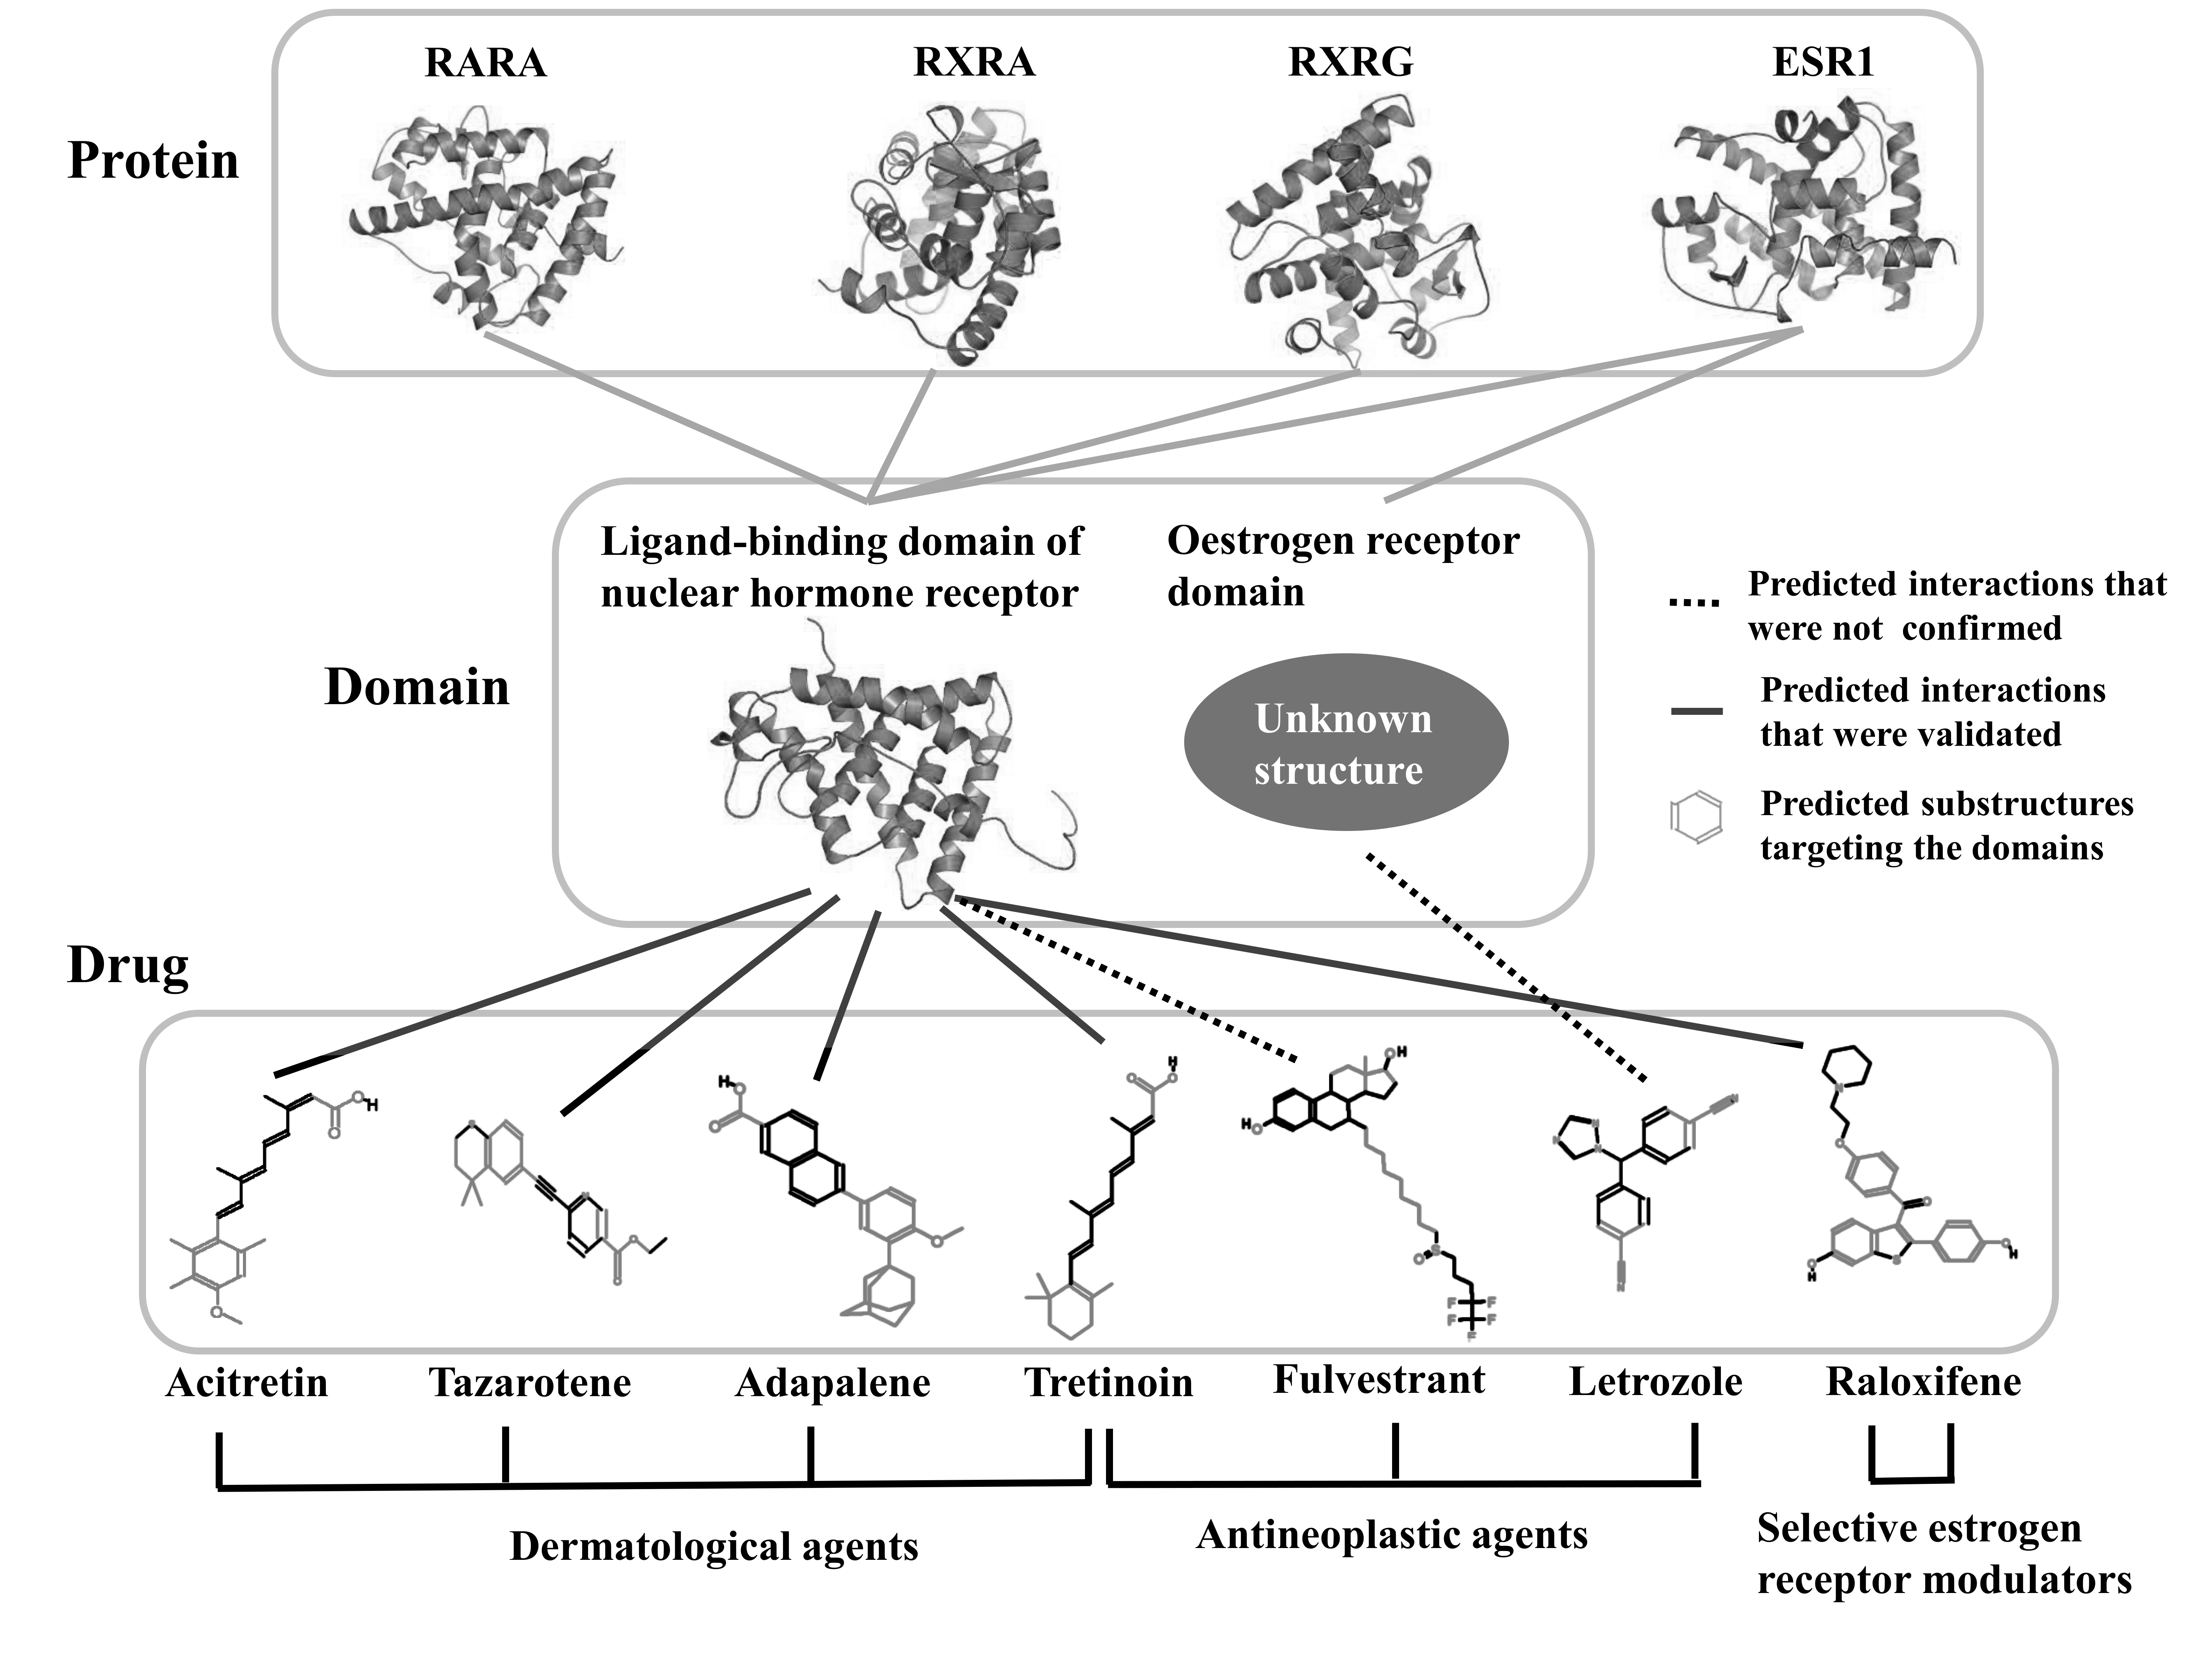 RARA
RXRA
RXRG
ESR1
Protein
Ligand-binding domain of
nuclear hormone receptor
Oestrogen receptor
domain
Unknown
structure
Domain
Predicted interactions that
were not confirmed
Predicted interactions
that were validated
Predicted substructures
targeting the domains
Drug
O H
O
O
O
H
O
N
O
O
H
O
O
H
O
O
OH
HO
S
O
F F
F F
F
N
N
N
N
N
N
O
O
S
O
H
O
H
Acitretin
Tazarotene
Adapalene
Tretinoin
Fulvestrant
Letrozole
Raloxifene
Dermatological agents
Antineoplastic agents
Selective estrogen
receptor modulators